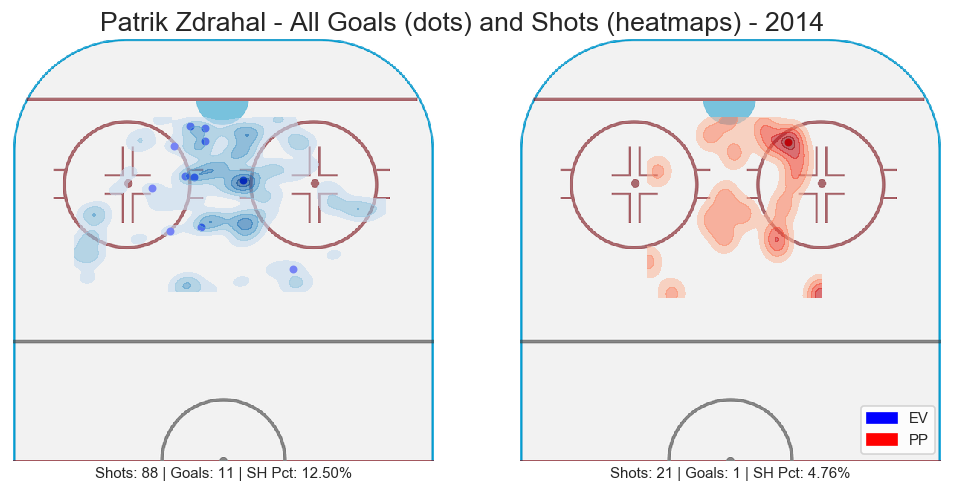 Patrik Zdrahal - All Goals (dots) and Shots (heatmaps) - 2014
EV
PP
Shots: 88 | Goals: 11 | SH Pct: 12.50%
Shots: 21 | Goals: 1 | SH Pct: 4.76%